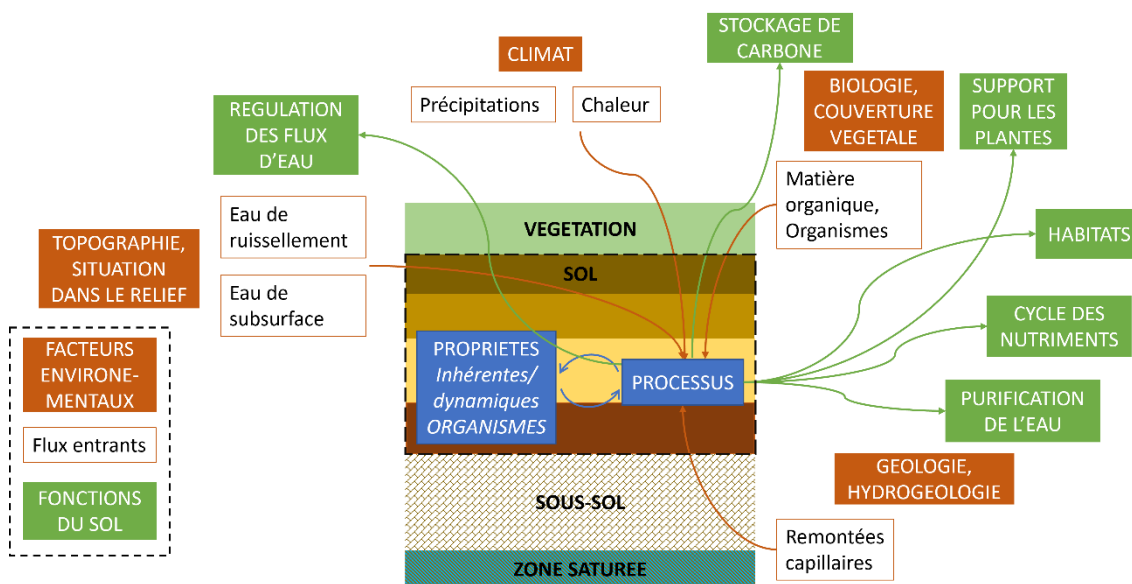 STOCKAGE DE
CARBONE
CLIMAT
Précipitations
Chaleur
BIOLOGIE,
COUVERTURE
VEGETALE
SUPPORT
POUR LES
PLANTES
REGULATION
DES FLUX
D'EAU
Matière
organique,
Organismes
Eau de
ruissellement
VEGETATION
HABITATS
TOPOGRAPHIE,
SITUATION
DANS LE RELIEF
SOL
Eau de
subsurface
CYCLE DES
NUTRIMENTS
FACTEURS
ENVIRONE-
MENTAUX
PROPRIETES
Inhérentes/
dynamiques
ORGANISMES
PROCESSUS
PURIFICATION
DE L'EAU
Flux entrants
GEOLOGIE,
HYDROGEOLOGIE
FONCTIONS
DU SOL
SOUS-SOL
Remontées
capillaires
ZONE SATUREE